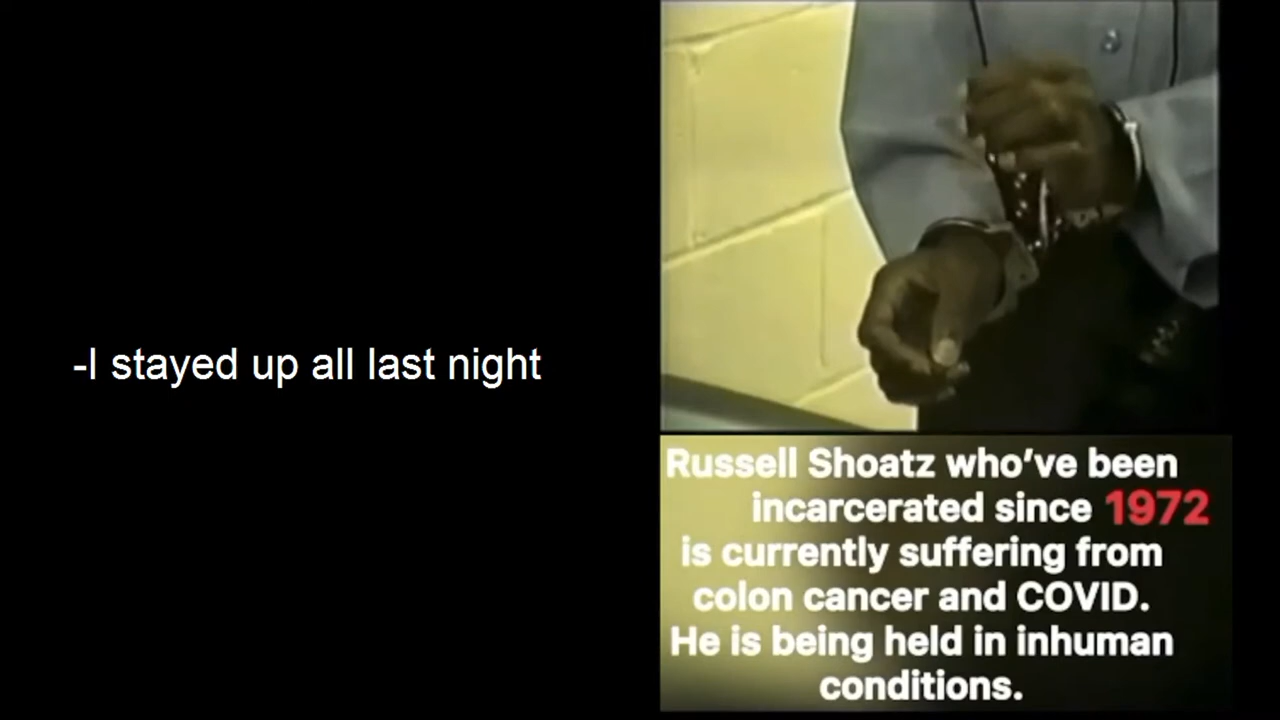 -I stayed up all last night
Russell Shoatz who've been
incarcerated since 1972
is currently suffering from
colon cancer and COVID.
He is being held in inhuman
conditions.